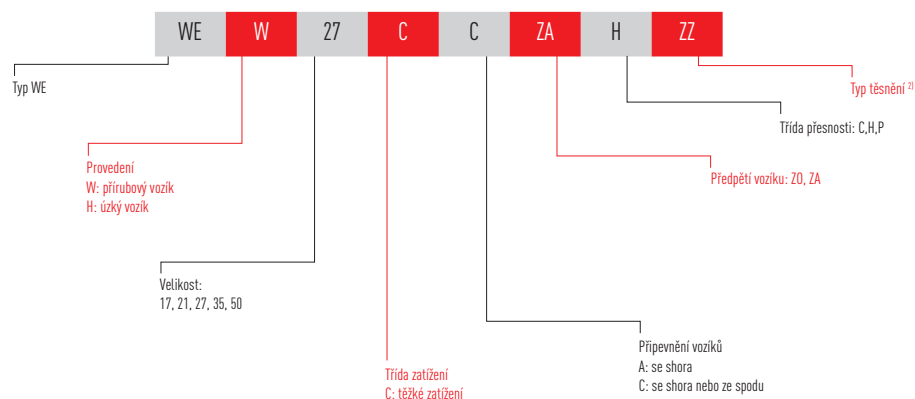 WE W 27 C C ZA H ZZ
Typ WE
Typ těsnění 2)
Třída přesnosti: C,H,P
Provedení
W: přírubový vozík
H: úzký vozík
Předpětí vozíku: Z0, ZA
Velikost:
17, 21, 27, 35, 50
Připevnění vozíků
A: se shora
C: se shora nebo ze spodu
Třída zatížení
C: těžké zatížení